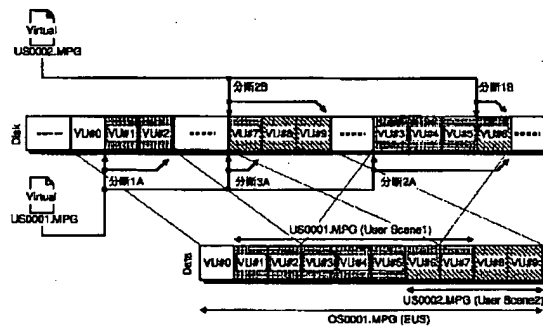 Virtual
US0002.MPG
分断2B
分断1B
Disk
VU#0
VU#1
VU#2
VU#7
VU#8
VU#9
VU#3
VU#4
VU#5
VU#6
Virtual
US0001.MPG
分断1A
分断3A
分断2A
US0001.MPG (User Scene1)
Data
VU#0
VU#1
VU#2
VU#3
VU#4
VU#5
VU#6
VU#7
VU#8
VU#9
US0002.MPG (User Scene2)
OS0001.MPG (EUS)